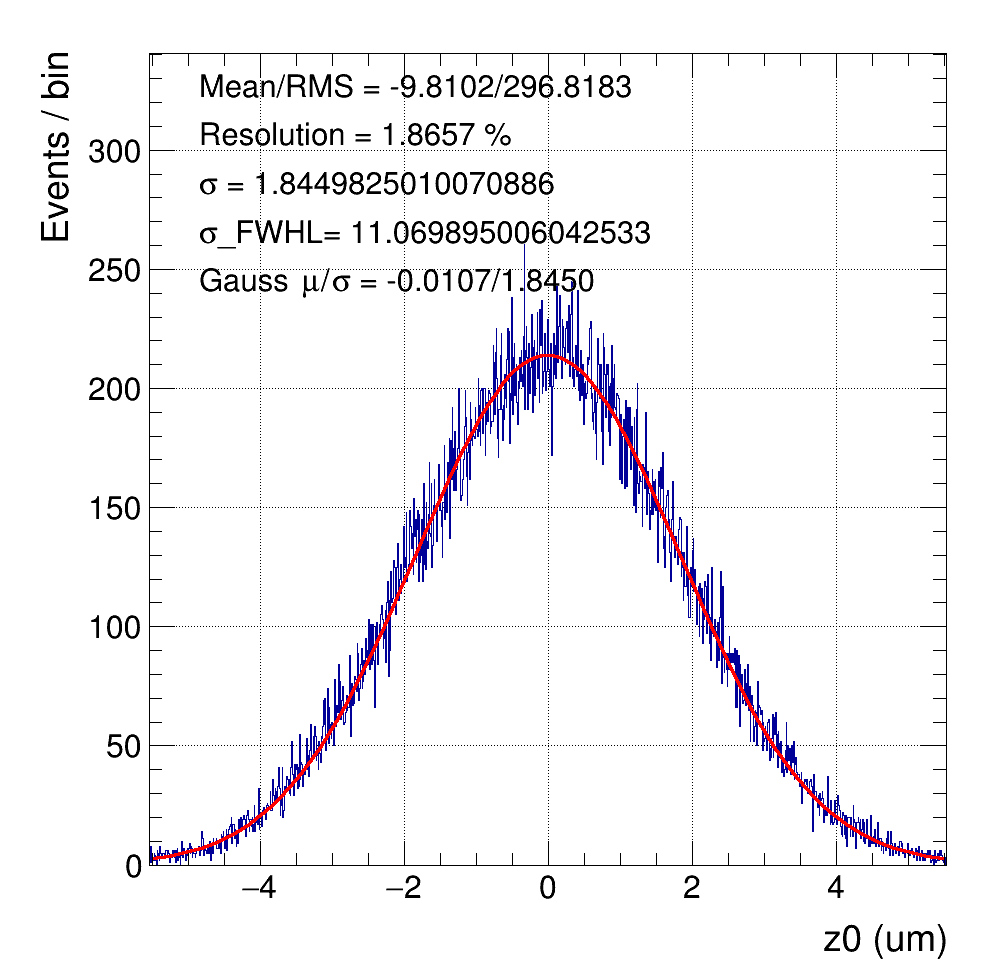 Mean/RMS = -9.8102/296.8183
Resolution = 1.8657 %
σ = 1.8449825010070886
σ_FWHL= 11.069895006042533
Gauss μ/σ = -0.0107/1.8450
Events / bin
300
250
200
150
100
50
0
−4 −2 0 2 4
z0 (um)